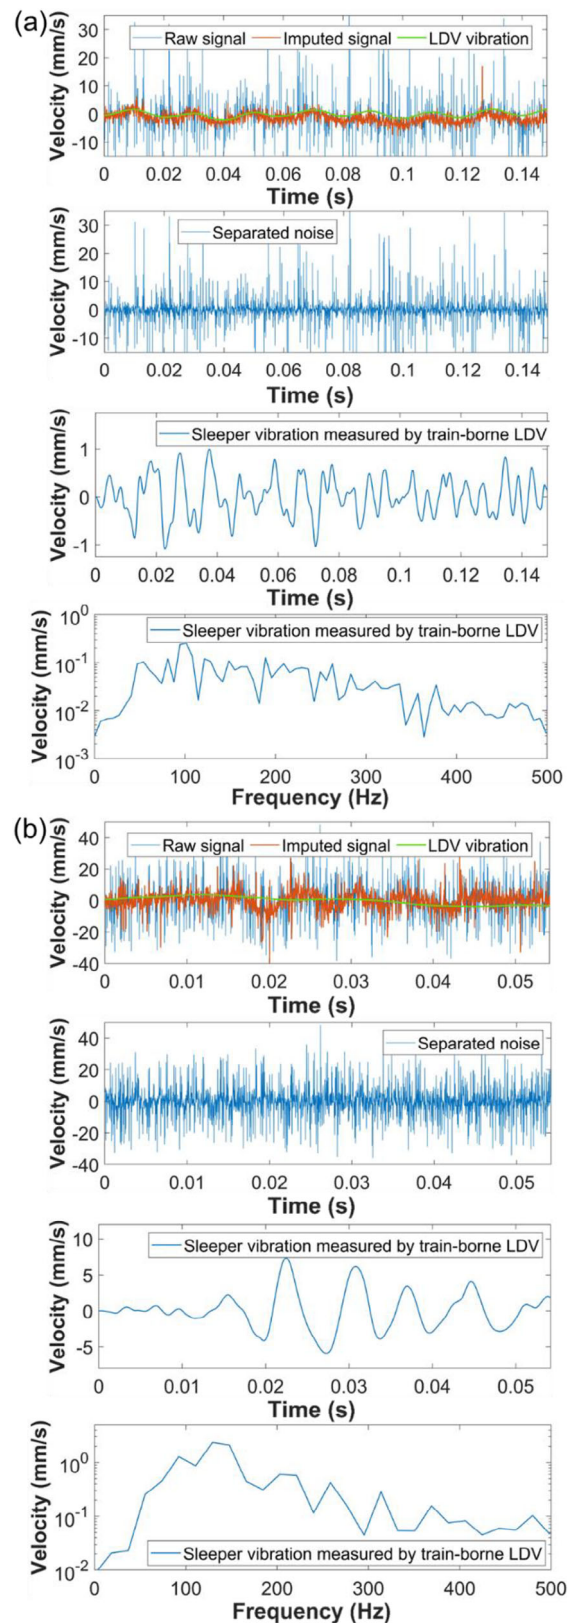 (a)
Raw signal Imputed signal LDV vibration
Velocity (mm/s)
30
20
10
0
-10
0 0.02 0.04 0.06 0.08 0.1 0.12 0.14
Time (s)
Separated noise
Velocity (mm/s)
30
20
10
0
-10
0 0.02 0.04 0.06 0.08 0.1 0.12 0.14
Time (s)
Sleeper vibration measured by train-borne LDV
Velocity (mm/s)
1
0
-1
0 0.02 0.04 0.06 0.08 0.1 0.12 0.14
Time (s)
Sleeper vibration measured by train-borne LDV
Velocity (mm/s)
10^0
10^-1
10^-2
10^-3
0 100 200 300 400 500
Frequency (Hz)
(b)
Raw signal Imputed signal LDV vibration
Velocity (mm/s)
40
20
0
-20
-40
0 0.01 0.02 0.03 0.04 0.05
Time (s)
Separated noise
Velocity (mm/s)
40
20
0
-20
-40
0 0.01 0.02 0.03 0.04 0.05
Time (s)
Sleeper vibration measured by train-borne LDV
Velocity (mm/s)
10
5
0
-5
0 0.01 0.02 0.03 0.04 0.05
Time (s)
Velocity (mm/s)
10^0
10^-1
10^-2
Sleeper vibration measured by train-borne LDV
0 100 200 300 400 500
Frequency (Hz)